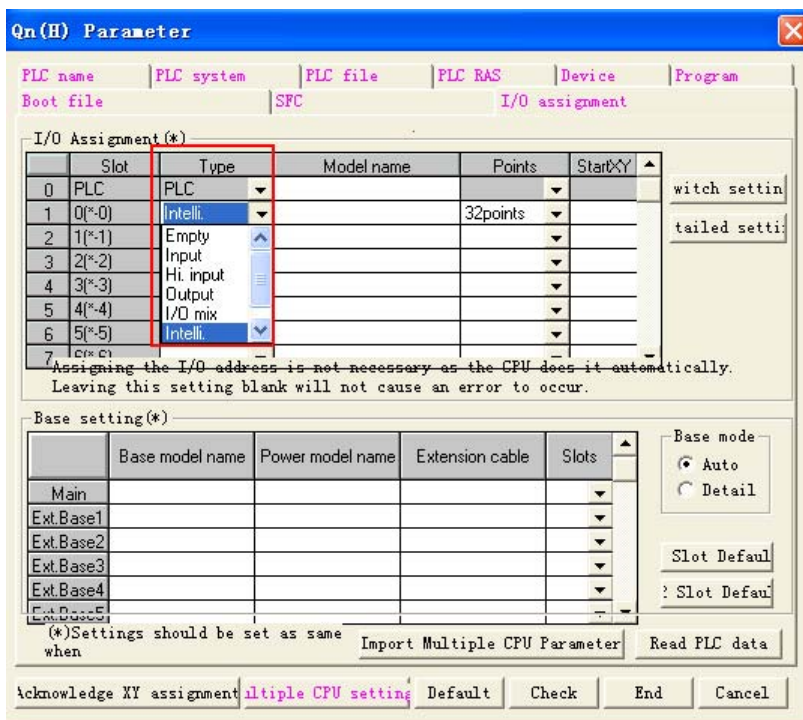 Qn(H) Parameter
PLC name PLC system PLC file PLC RAS Device Program
Boot file SFC I/O assignment
I/O Assignment(*)
Slot Type Model name Points StartXY
0 PLC PLC
1 0(*-0) Intelli. 32points
2 1(*-1) Empty
3 2(*-2) Input
4 3(*-3) Hi. input
5 4(*-4) Output
I/O mix
6 5(*-5) Intelli.
7
witch settin
tailed setti
Assigning the I/O address is not necessary as the CPU does it automatically.
Leaving this setting blank will not cause an error to occur.
Base setting(*)
Base model name Power model name Extension cable Slots
Main
Ext.Base1
Ext.Base2
Ext.Base3
Ext.Base4
Ext.Base5
Base mode
Auto
Detail
Slot Defaul
Slot Defaul
(*)Settings should be set as same
when
Import Multiple CPU Parameter Read PLC data
Acknowledge XY assignment ultiple CPU setting Default Check End Cancel